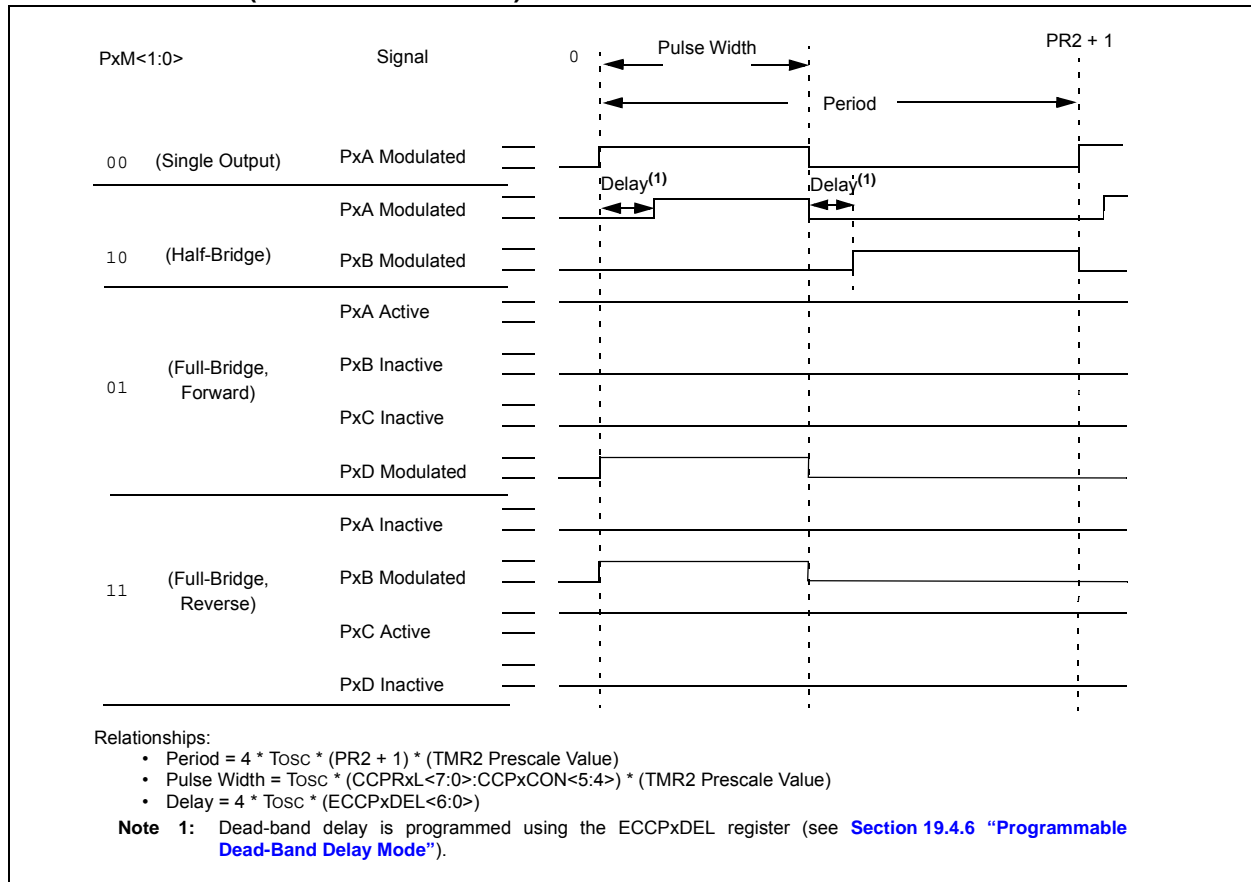 PxM<1:0> Signal 0 Pulse Width PR2 + 1
Period
00 (Single Output) PxA Modulated
Delay(1) Delay(1)
PxA Modulated
10 (Half-Bridge) PxB Modulated
PxA Active
PxB Inactive
01 (Full-Bridge,
Forward)
PxC Inactive
PxD Modulated
PxA Inactive
PxB Modulated
11 (Full-Bridge,
Reverse)
PxC Active
PxD Inactive
Relationships:
• Period = 4 * TOSC * (PR2 + 1) * (TMR2 Prescale Value)
• Pulse Width = TOSC * (CCPRxL<7:0>:CCPxCON<5:4>) * (TMR2 Prescale Value)
• Delay = 4 * TOSC * (ECCPxDEL<6:0>)
Note 1: Dead-band delay is programmed using the ECCPxDEL register (see Section 19.4.6 “Programmable
Dead-Band Delay Mode”).